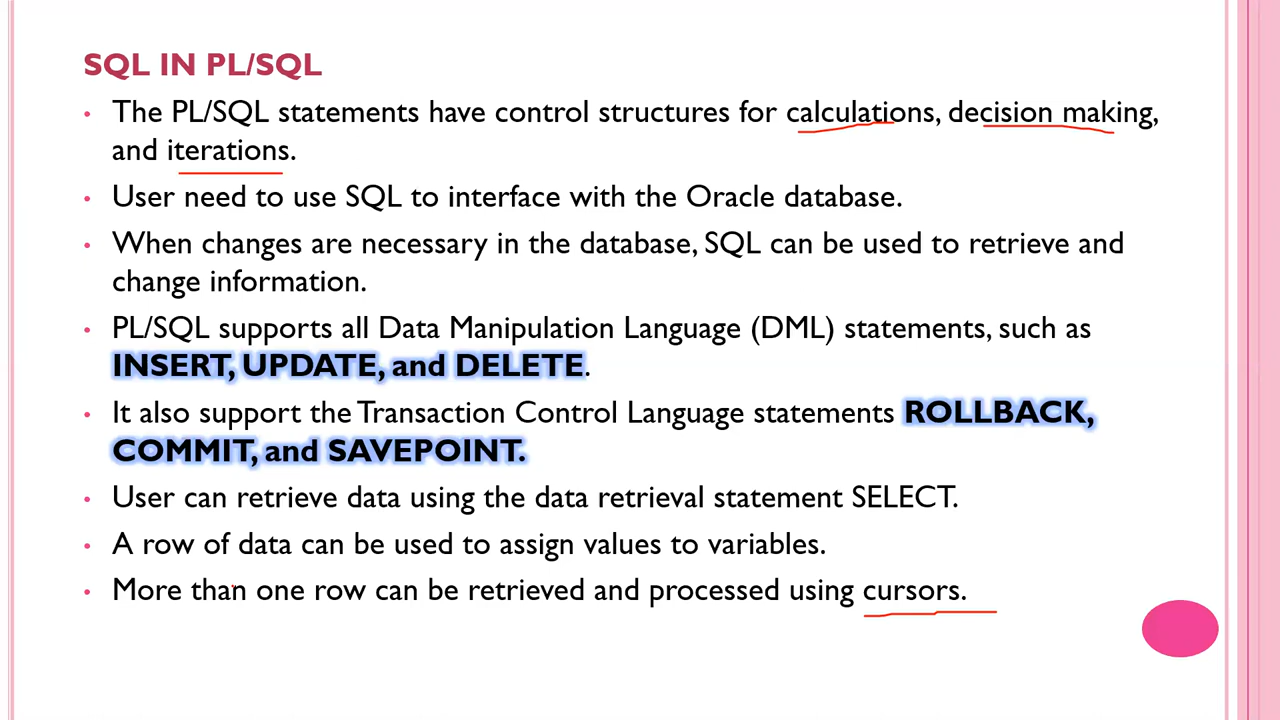 SQL IN PL/SQL
• The PL/SQL statements have control structures for calculations, decision making,
and iterations.
• User need to use SQL to interface with the Oracle database.
• When changes are necessary in the database, SQL can be used to retrieve and
change information.
• PL/SQL supports all Data Manipulation Language (DML) statements, such as
INSERT, UPDATE, and DELETE.
• It also support the Transaction Control Language statements ROLLBACK,
COMMIT, and SAVEPOINT.
• User can retrieve data using the data retrieval statement SELECT.
• A row of data can be used to assign values to variables.
• More than one row can be retrieved and processed using cursors.